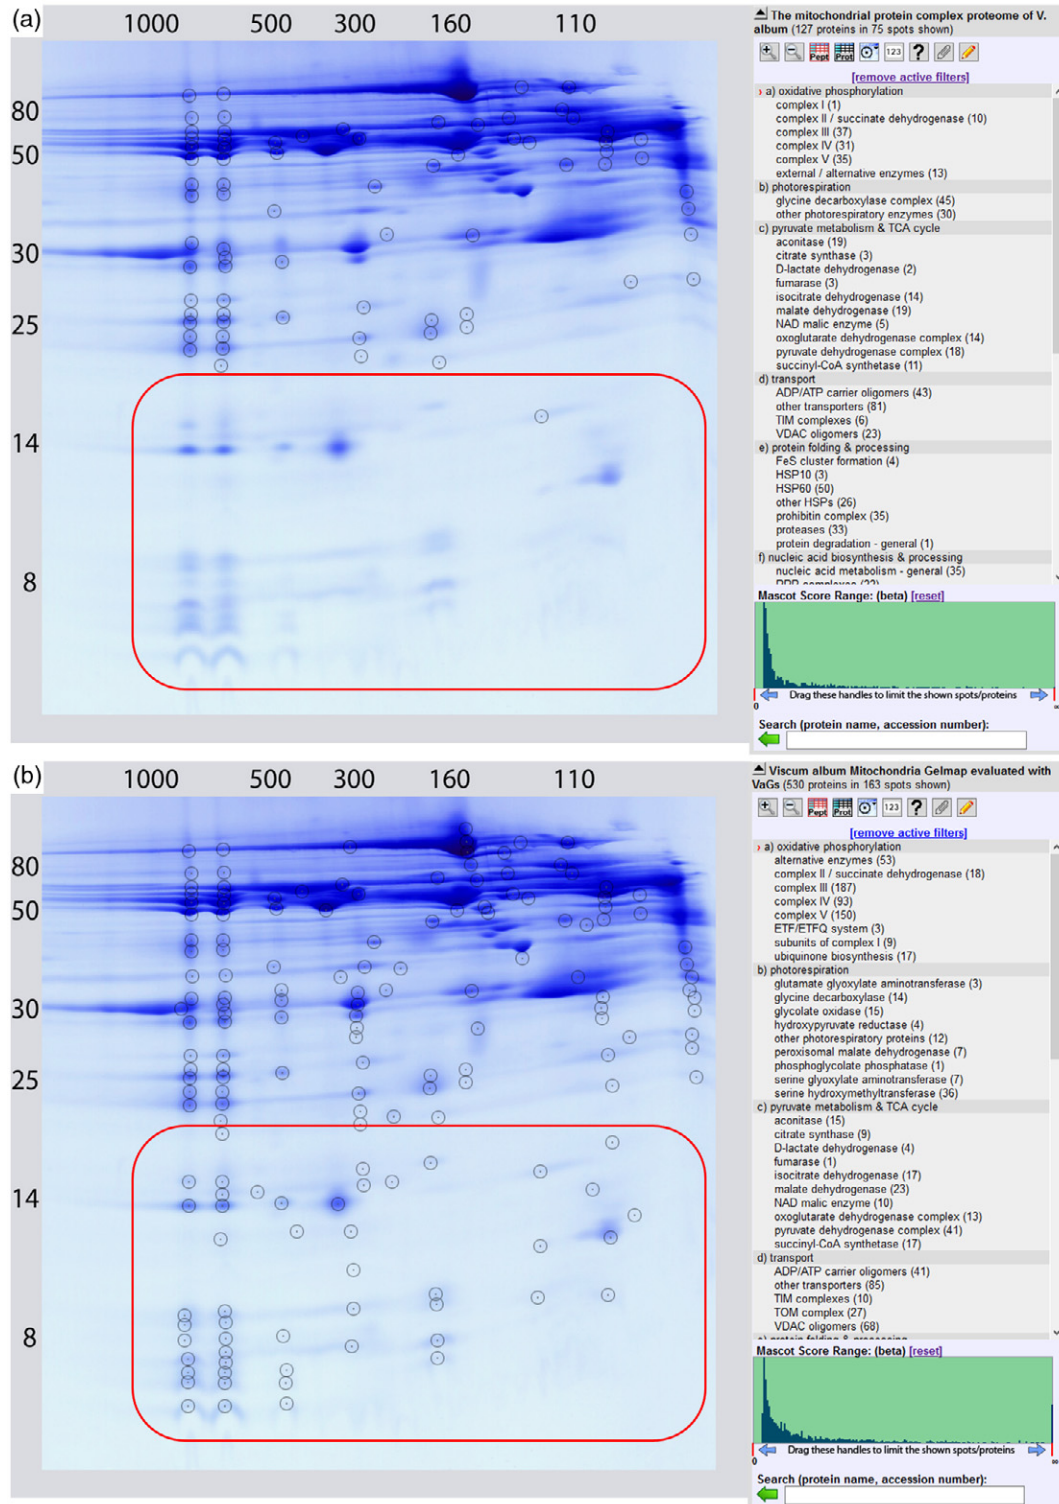 (a)
1000 500 300 160 110
80
50
30
25
14
8
The mitochondrial protein complex proteome of V.
album (127 proteins in 75 spots shown)
Pept Prot 123 ?
[remove active filters]
› a) oxidative phosphorylation
complex I (1)
complex II / succinate dehydrogenase (10)
complex III (37)
complex IV (31)
complex V (35)
external / alternative enzymes (13)
b) photorespiration
glycine decarboxylase complex (45)
other photorespiratory enzymes (30)
c) pyruvate metabolism & TCA cycle
aconitase (19)
citrate synthase (3)
D-lactate dehydrogenase (2)
fumarase (3)
isocitrate dehydrogenase (14)
malate dehydrogenase (19)
NAD malic enzyme (5)
oxoglutarate dehydrogenase complex (14)
pyruvate dehydrogenase complex (18)
succinyl-CoA synthetase (11)
d) transport
ADP/ATP carrier oligomers (43)
other transporters (81)
TIM complexes (6)
VDAC oligomers (23)
e) protein folding & processing
FeS cluster formation (4)
HSP10 (3)
HSP60 (50)
other HSPs (26)
prohibitin complex (35)
proteases (33)
protein degradation - general (1)
f) nucleic acid biosynthesis & processing
nucleic acid metabolism - general (35)
PPR complexes (22)
Mascot Score Range: (beta) [reset]
Drag these handles to limit the shown spots/proteins
0 ∞
Search (protein name, accession number):
(b)
1000 500 300 160 110
80
50
30
25
14
8
Viscum album Mitochondria Gelmap evaluated with
VaGs (530 proteins in 163 spots shown)
Pept Prot 123 ?
[remove active filters]
› a) oxidative phosphorylation
alternative enzymes (53)
complex II / succinate dehydrogenase (18)
complex III (187)
complex IV (93)
complex V (150)
ETF/ETFQ system (3)
subunits of complex I (9)
ubiquinone biosynthesis (17)
b) photorespiration
glutamate glyoxylate aminotransferase (3)
glycine decarboxylase (14)
glycolate oxidase (15)
hydroxypyruvate reductase (4)
other photorespiratory proteins (12)
peroxisomal malate dehydrogenase (7)
phosphoglycolate phosphatase (1)
serine glyoxylate aminotransferase (7)
serine hydroxymethyltransferase (36)
c) pyruvate metabolism & TCA cycle
aconitase (15)
citrate synthase (9)
D-lactate dehydrogenase (4)
fumarase (1)
isocitrate dehydrogenase (17)
malate dehydrogenase (23)
NAD malic enzyme (10)
oxoglutarate dehydrogenase complex (13)
pyruvate dehydrogenase complex (41)
succinyl-CoA synthetase (17)
d) transport
ADP/ATP carrier oligomers (41)
other transporters (85)
TIM complexes (10)
TOM complex (27)
VDAC oligomers (68)
e) protein folding & processing
Mascot Score Range: (beta) [reset]
Drag these handles to limit the shown spots/proteins
0 ∞
Search (protein name, accession number):